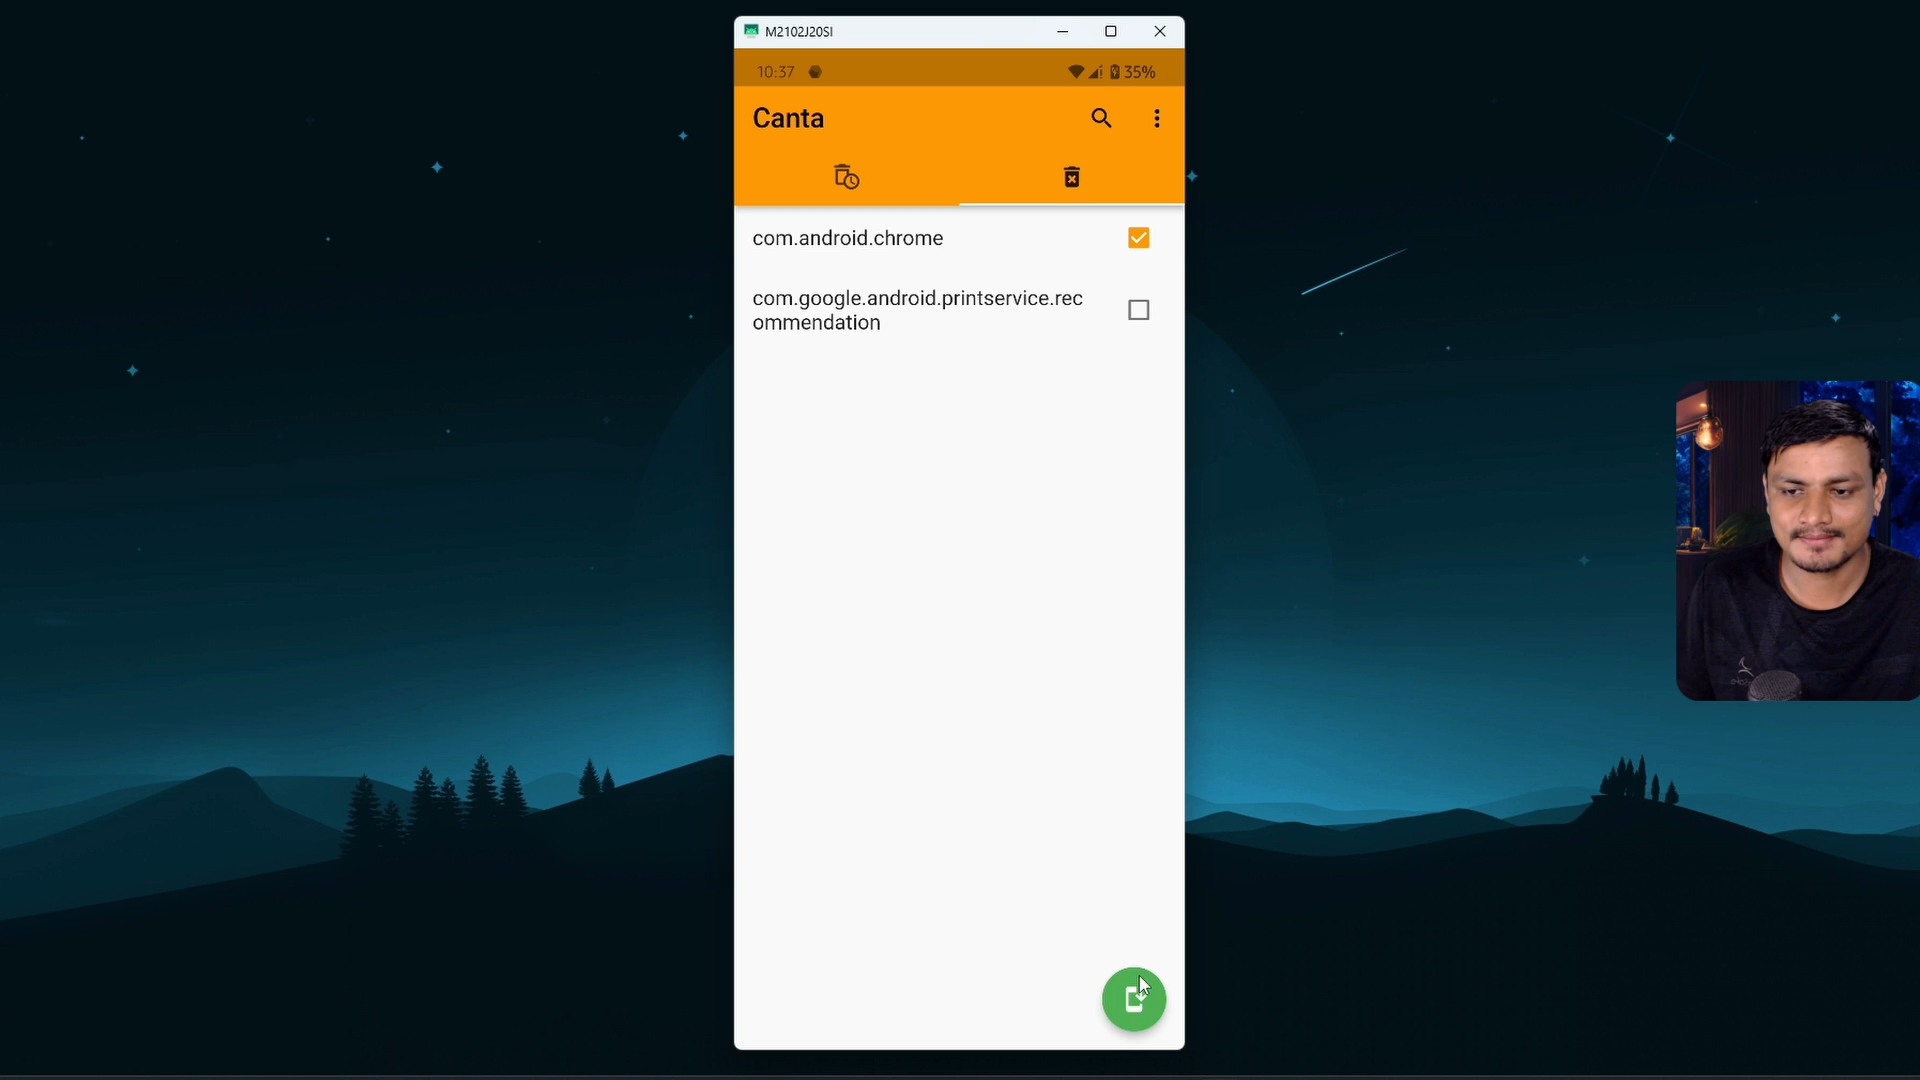 M2102J20SI
10:37
35%
Canta
com.android.chrome
com.google.android.printservice.rec
ommendation